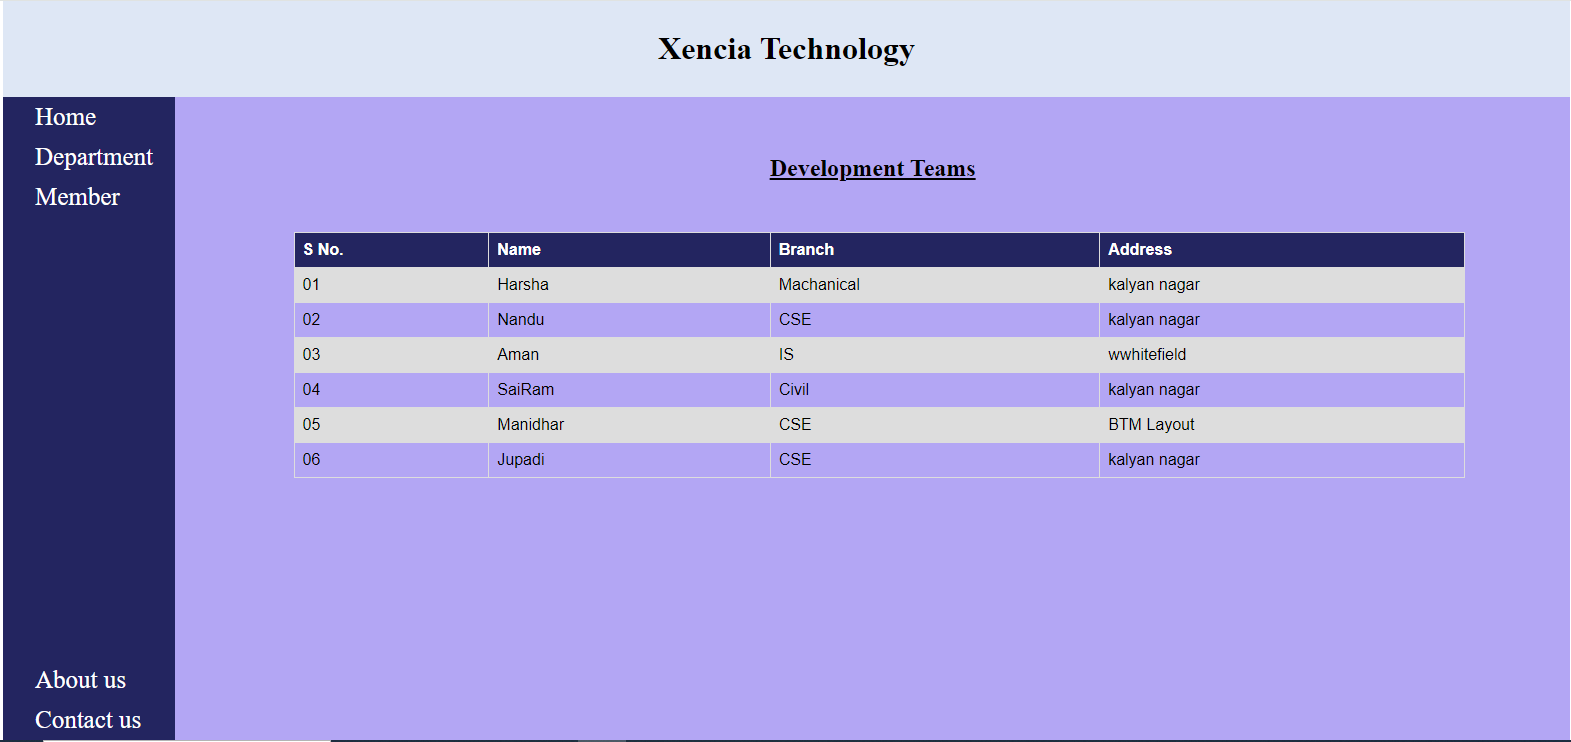 Xencia Technology
Home
Department
Member
About us
Contact us
Development Teams
S No. Name Branch Address
01 Harsha Machanical kalyan nagar
02 Nandu CSE kalyan nagar
03 Aman IS wwhitefield
04 SaiRam Civil kalyan nagar
05 Manidhar CSE BTM Layout
06 Jupadi CSE kalyan nagar